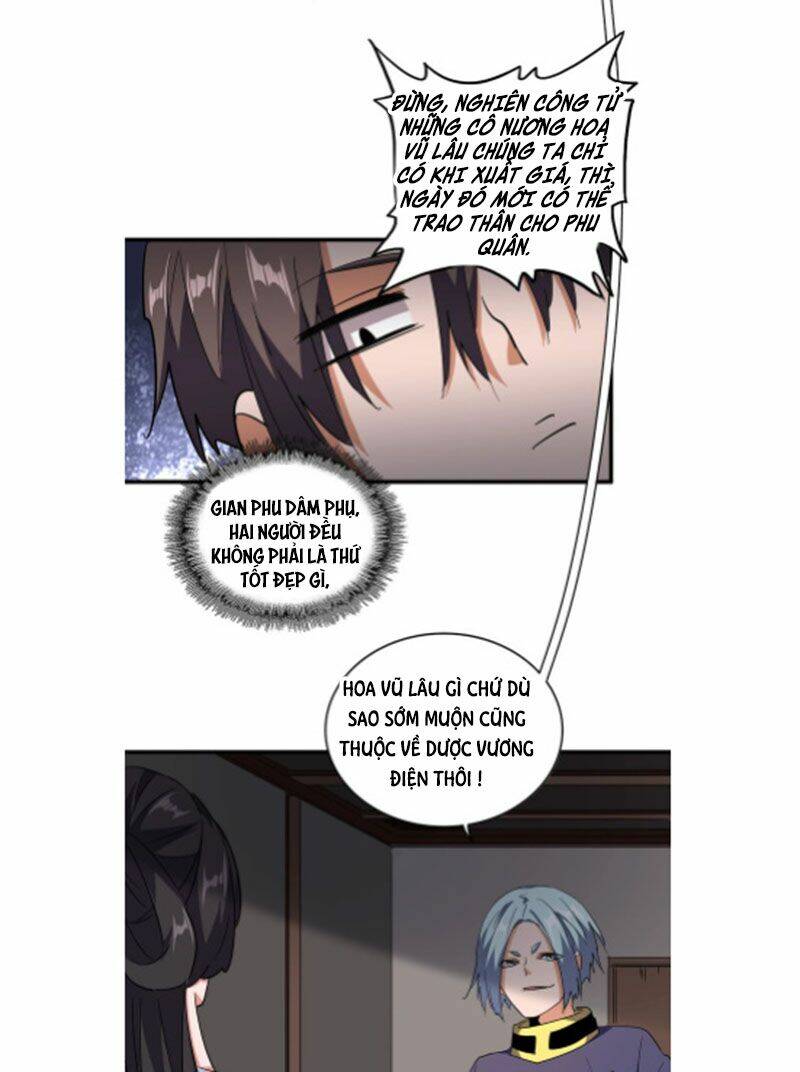 ĐỪNG, NGHIÊN CÔNG TỬ
NHỮNG CÔ NƯƠNG HOA
VŨ LÂU CHÚNG TA CHỈ
CÓ KHI XUẤT GIÁ, THÌ
NGÀY ĐÓ MỚI CÓ THỂ
TRAO THÂN CHO PHU
QUÂN.
GIAN PHU DÂM PHỤ,
HAI NGƯỜI ĐỀU
KHÔNG PHẢI LÀ THỨ
TỐT ĐẸP GÌ,
HOA VŨ LÂU GÌ CHỨ DÙ
SAO SỚM MUỘN CŨNG
THUỘC VỀ DƯỢC VƯƠNG
ĐIỆN THÔI !